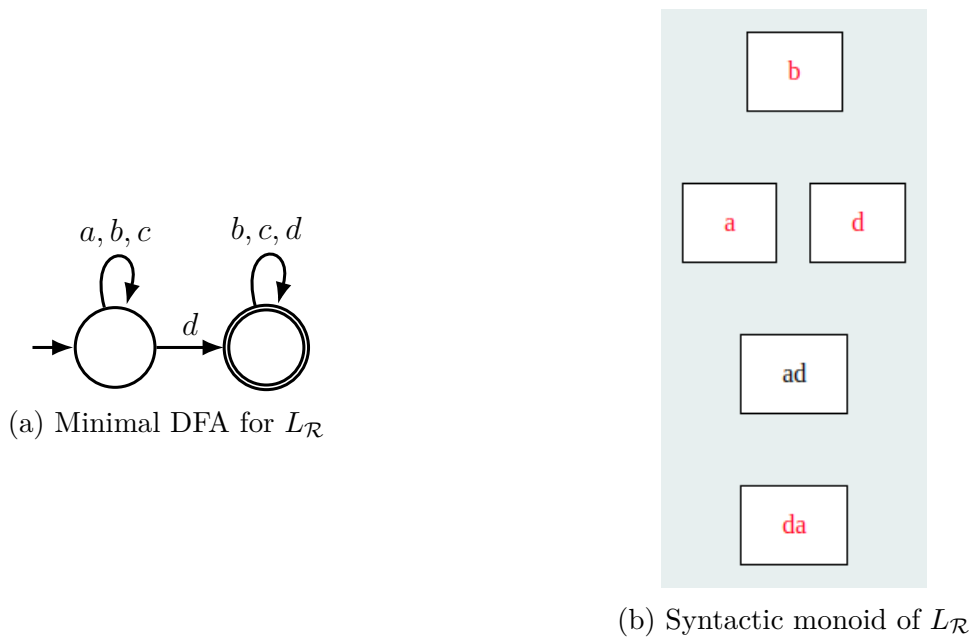 b
a
d
a, b, c
b, c, d
d
ad
(a) Minimal DFA for L_R
da
(b) Syntactic monoid of L_R